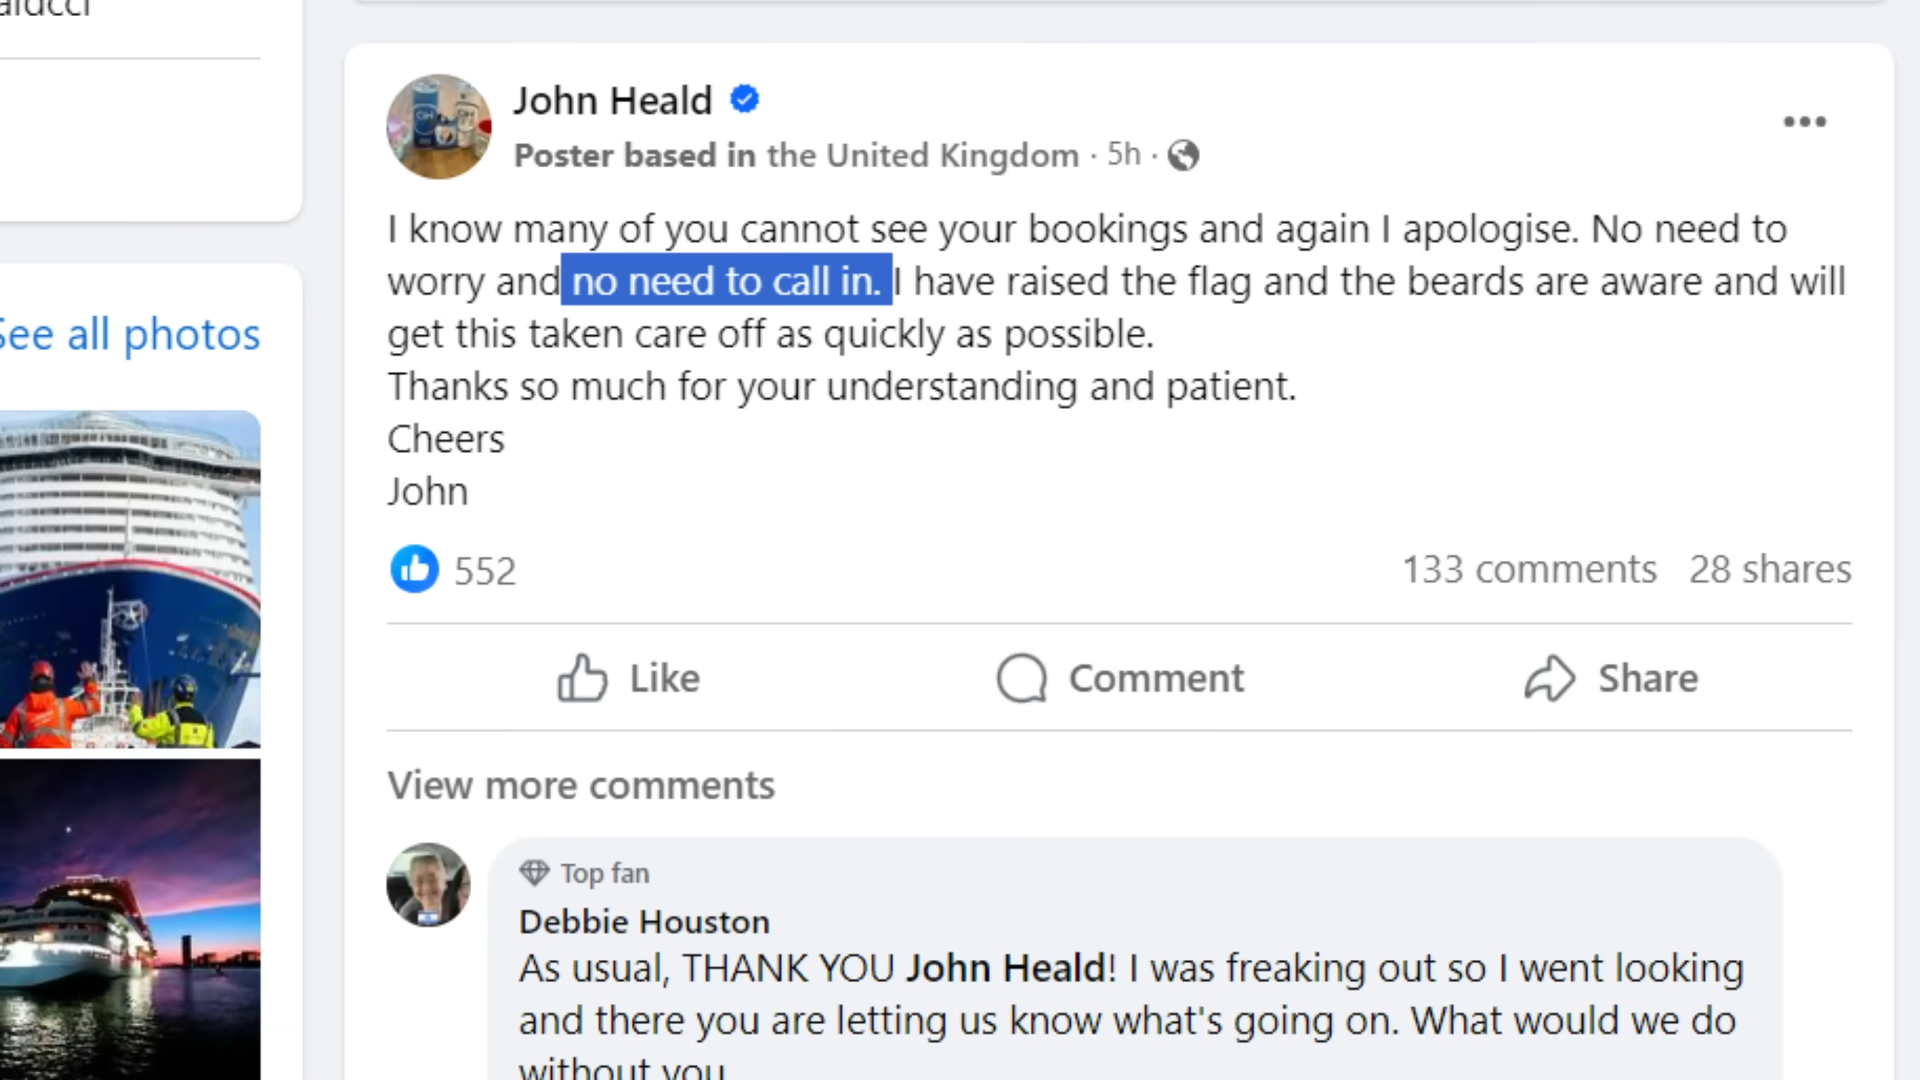 See all photos
John Heald
Poster based in the United Kingdom · 5h ·
I know many of you cannot see your bookings and again I apologise. No need to
worry and no need to call in. I have raised the flag and the beards are aware and will
get this taken care off as quickly as possible.
Thanks so much for your understanding and patient.
Cheers
John
552
133 comments 28 shares
Like
Comment
Share
View more comments
Top fan
Debbie Houston
As usual, THANK YOU John Heald! I was freaking out so I went looking
and there you are letting us know what's going on. What would we do
without you